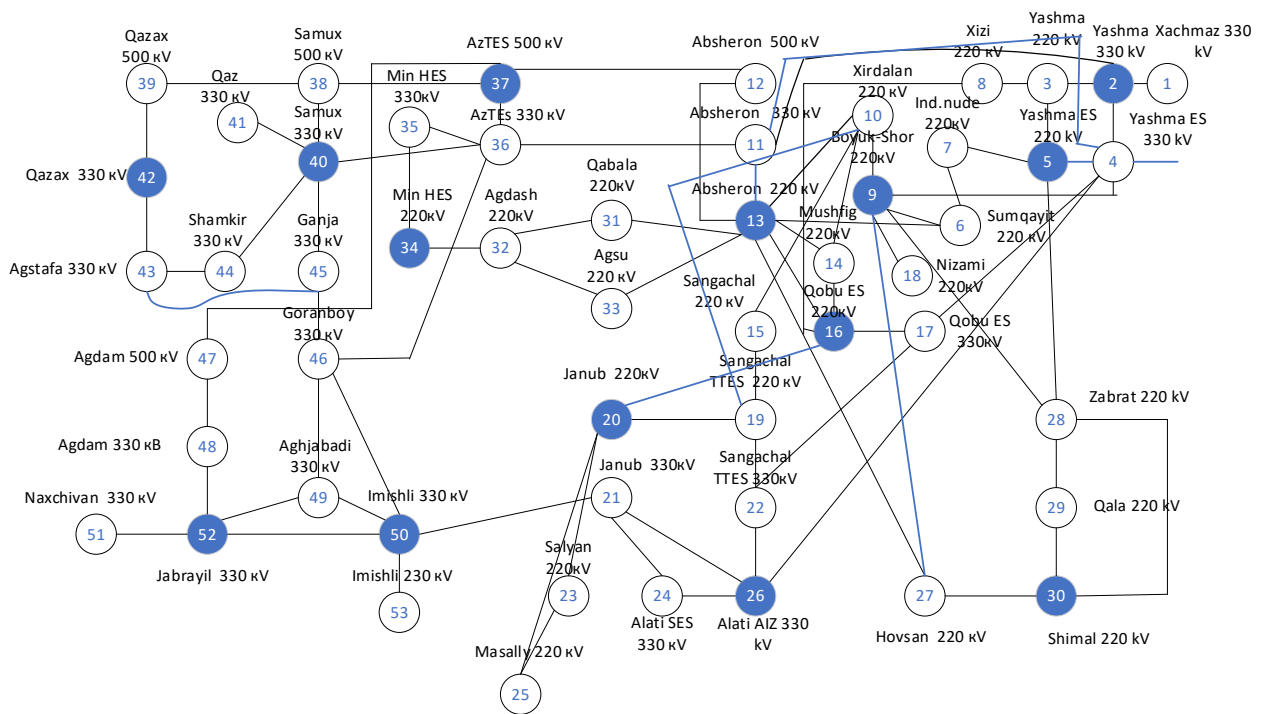 Qazax
500 кV
39
Samux
500 кV
38
Qaz
330 кV
41
Samux
330 кV
40
AzTES 500 кV
37
Min HES
330кV
35
AzTEs 330 кV
36
Absheron 500 кV
12
Absheron 330 кV
11
Xirdalan
220 кV
10
Xizi
220 кV
8
Yashma
220 kV
3
Yashma
330 kV
2
Xachmaz 330
kV
1
Ind.nude
220кV
7
Yashma ES
220 kV
5
Yashma ES
330 kV
4
Boyuk-Shor
220кV
9
Qazax 330 кV
42
Shamkir
330 кV
44
Ganja
330 кV
45
Agstafa 330 кV
43
Min HES
220кV
34
Agdash
220кV
32
Qabala
220кV
31
Agsu
220 кV
33
Absheron 220 кV
13
Mushfig
220кV
14
6
Sumqayit
220 кV
18
Nizami
220кV
Sangachal
220 кV
15
Qobu ES
220кV
16
17
Qobu ES
330кV
Goranboy
330 кV
46
Agdam 500 кV
47
Janub 220кV
20
Sangachal
TTES 220 кV
19
Zabrat 220 kV
28
Agdam 330 кВ
48
Aghjabadi
330 кV
49
Janub 330кV
21
Sangachal
TTES 330кV
22
29
Qala 220 kV
Naxchivan 330 кV
51
52
Jabrayil 330 кV
Imishli 330 кV
50
Imishli 230 кV
53
Salyan
220кV
23
24
Alati SES
330 кV
26
Alati AIZ 330
kV
27
Hovsan 220 кV
30
Shimal 220 kV
Masally 220 кV
25